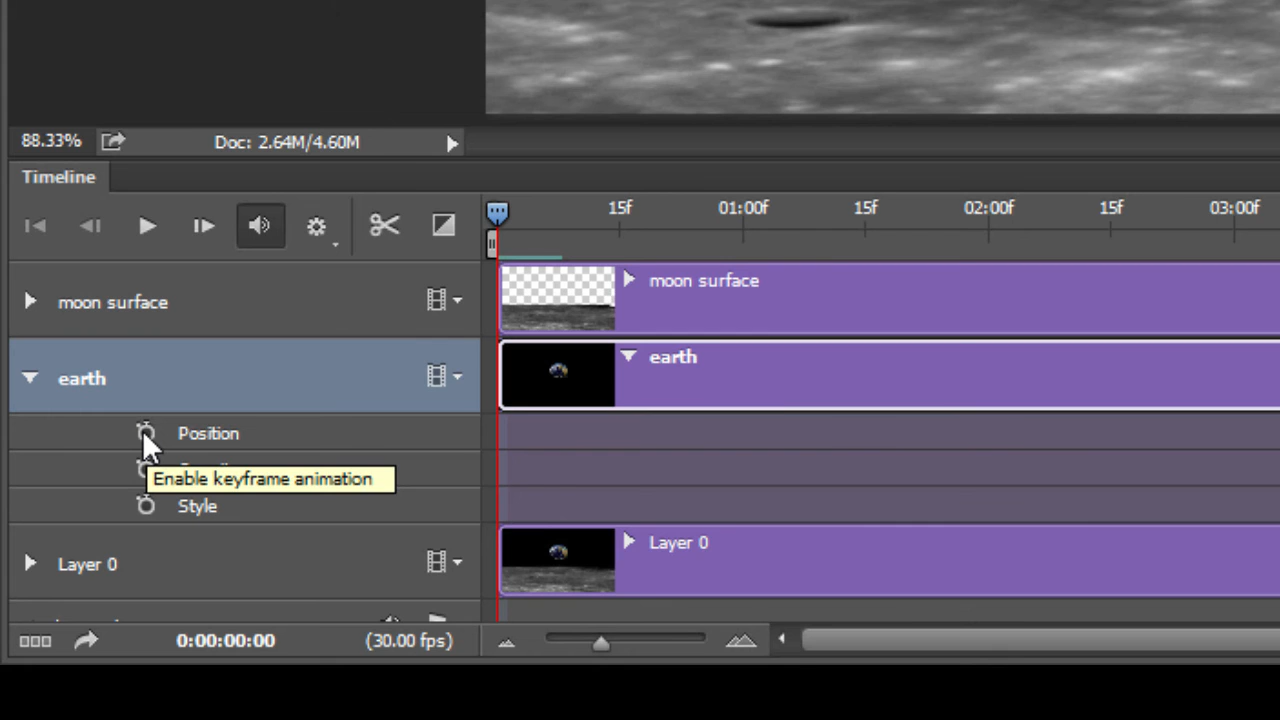 88.33% Doc: 2.64M/4.60M
Timeline
15f 01:00f 15f 02:00f 15f 03:00f
moon surface moon surface
earth earth
Position
Enable keyframe animation
Style
Layer 0 Layer 0
0:00:00:00 (30.00 fps)